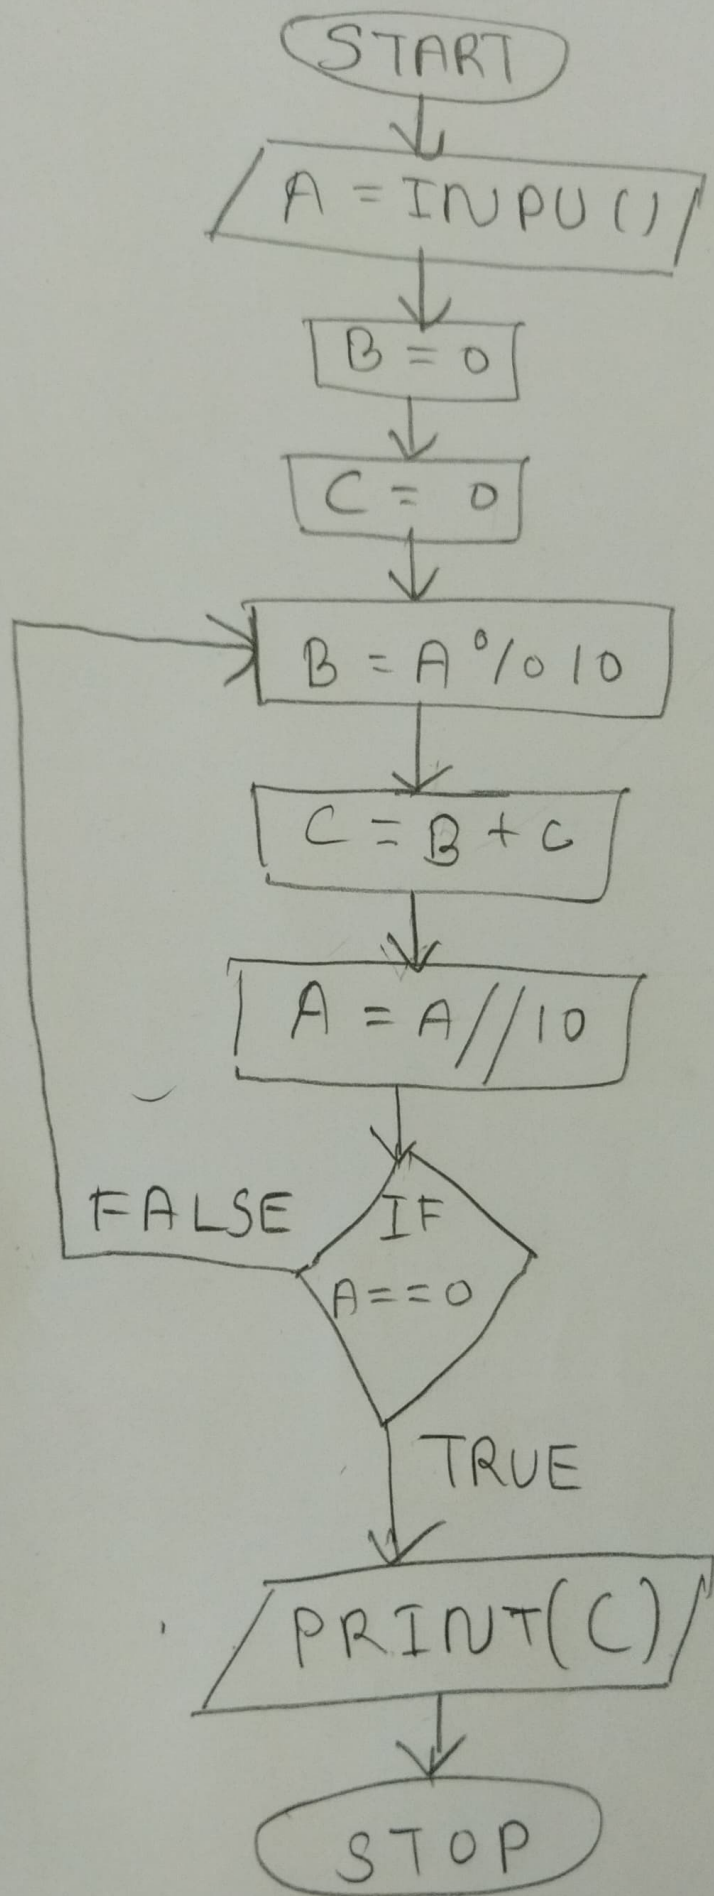 START
A = INPU()
B = 0
C = 0
B = A % 10
C = B + C
A = A // 10
FALSE
IF
A == 0
TRUE
PRINT(C)
STOP